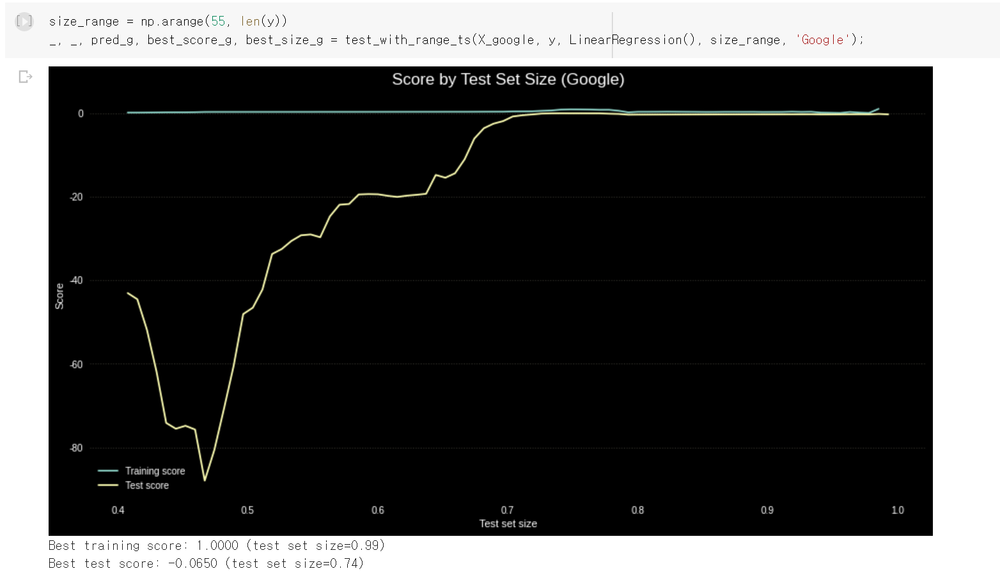 [ ] size_range = np.arange(55, len(y))
_, _, pred_g, best_score_g, best_size_g = test_with_range_ts(X_google, y, LinearRegression(), size_range, 'Google');
Score by Test Set Size (Google)
0
-20
-40
-60
-80
Score
Training score
Test score
0.4 0.5 0.6 0.7 0.8 0.9 1.0
Test set size
Best training score: 1.0000 (test set size=0.99)
Best test score: -0.0650 (test set size=0.74)